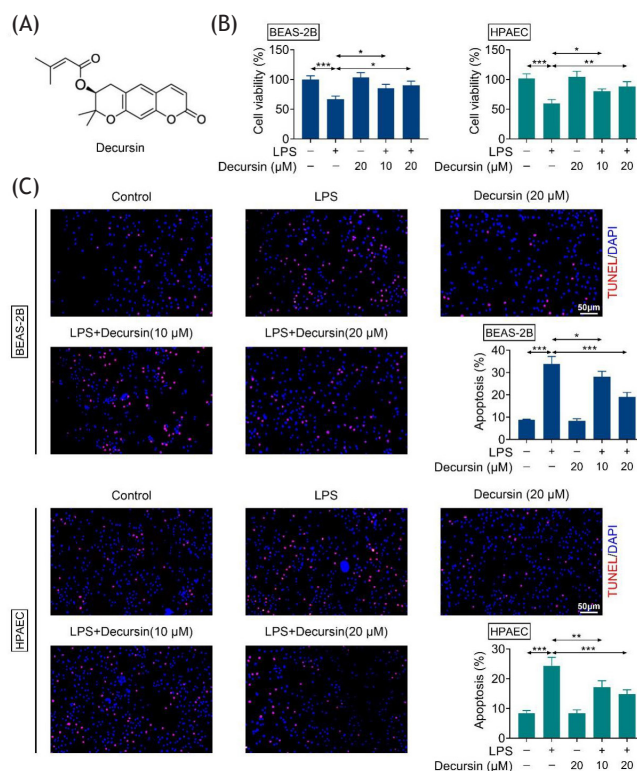 (A)
O
O
O
O
O
Decursin
(B)
BEAS-2B
Cell viability (%)
150
100
50
0
***
*
*
LPS − + − + +
Decursin (μM) − − 20 10 20
HPAEC
Cell viability (%)
150
100
50
0
***
*
**
LPS − + − + +
Decursin (μM) − − 20 10 20
(C)
BEAS-2B
Control
LPS
Decursin (20 μM)
50μm
TUNEL/DAPI
LPS+Decursin(10 μM)
LPS+Decursin(20 μM)
BEAS-2B
Apoptosis (%)
40
30
20
10
0
***
*
***
LPS − + − + +
Decursin (μM) − − 20 10 20
HPAEC
Control
LPS
Decursin (20 μM)
50μm
TUNEL/DAPI
LPS+Decursin(10 μM)
LPS+Decursin(20 μM)
HPAEC
Apoptosis (%)
30
20
10
0
***
**
***
LPS − + − + +
Decursin (μM) − − 20 10 20